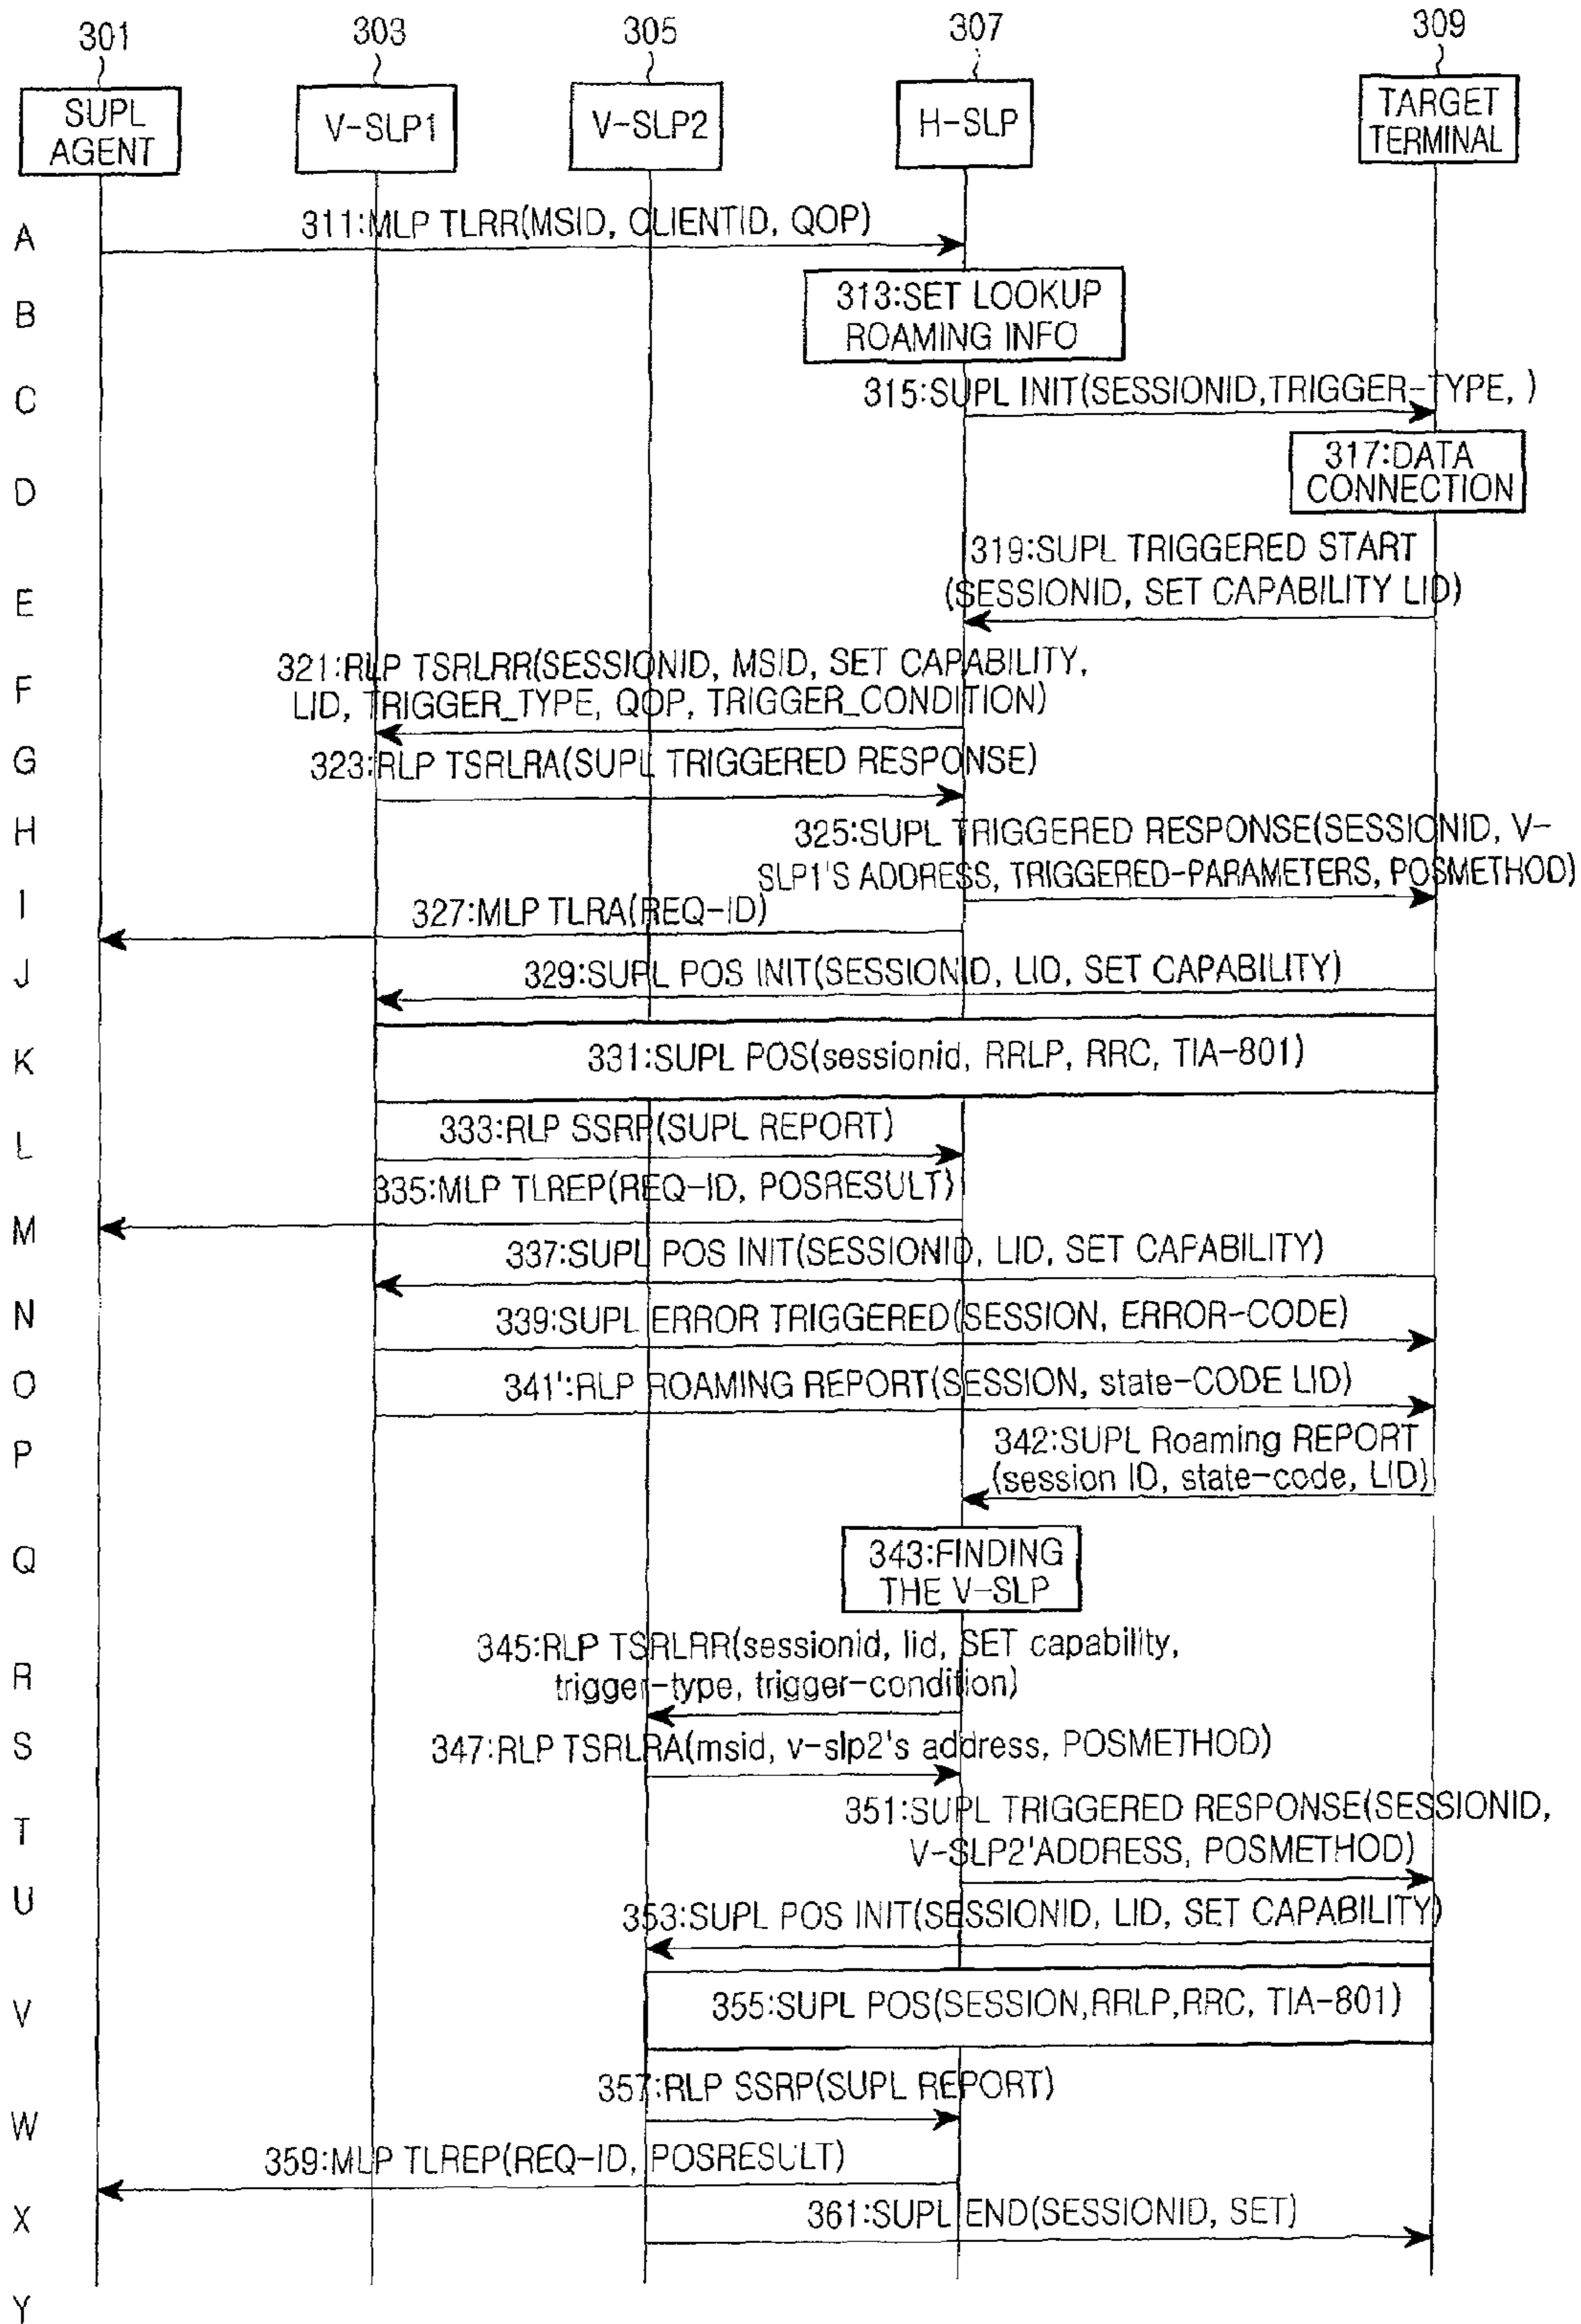 301
303
305
307
309
SUPL
AGENT
V-SLP1
V-SLP2
H-SLP
TARGET
TERMINAL
A
311:MLP TLRR(MSID, CLIENTID, QOP)
B
313:SET LOOKUP
ROAMING INFO
C
315:SUPL INIT(SESSIONID,TRIGGER-TYPE, )
D
317:DATA
CONNECTION
319:SUPL TRIGGERED START
(SESSIONID, SET CAPABILITY LID)
E
321:RLP TSRLRR(SESSIONID, MSID, SET CAPABILITY,
LID, TRIGGER_TYPE, QOP, TRIGGER_CONDITION)
F
G
323:RLP TSRLRA(SUPL TRIGGERED RESPONSE)
H
325:SUPL TRIGGERED RESPONSE(SESSIONID, V-
SLP1'S ADDRESS, TRIGGERED-PARAMETERS, POSMETHOD)
I
327:MLP TLRA(REQ-ID)
J
329:SUPL POS INIT(SESSIONID, LID, SET CAPABILITY)
K
331:SUPL POS(sessionid, RRLP, RRC, TIA-801)
L
333:RLP SSRP(SUPL REPORT)
335:MLP TLREP(REQ-ID, POSRESULT)
M
337:SUPL POS INIT(SESSIONID, LID, SET CAPABILITY)
N
339:SUPL ERROR TRIGGERED(SESSION, ERROR-CODE)
O
341':RLP ROAMING REPORT(SESSION, state-CODE LID)
P
342:SUPL Roaming REPORT
(session ID, state-code, LID)
Q
343:FINDING
THE V-SLP
345:RLP TSRLRR(sessionid, lid, SET capability,
trigger-type, trigger-condition)
R
S
347:RLP TSRLRA(msid, v-slp2's address, POSMETHOD)
T
351:SUPL TRIGGERED RESPONSE(SESSIONID,
V-SLP2'ADDRESS, POSMETHOD)
U
353:SUPL POS INIT(SESSIONID, LID, SET CAPABILITY)
V
355:SUPL POS(SESSION,RRLP,RRC, TIA-801)
357:RLP SSRP(SUPL REPORT)
W
359:MLP TLREP(REQ-ID, POSRESULT)
X
361:SUPL END(SESSIONID, SET)
Y